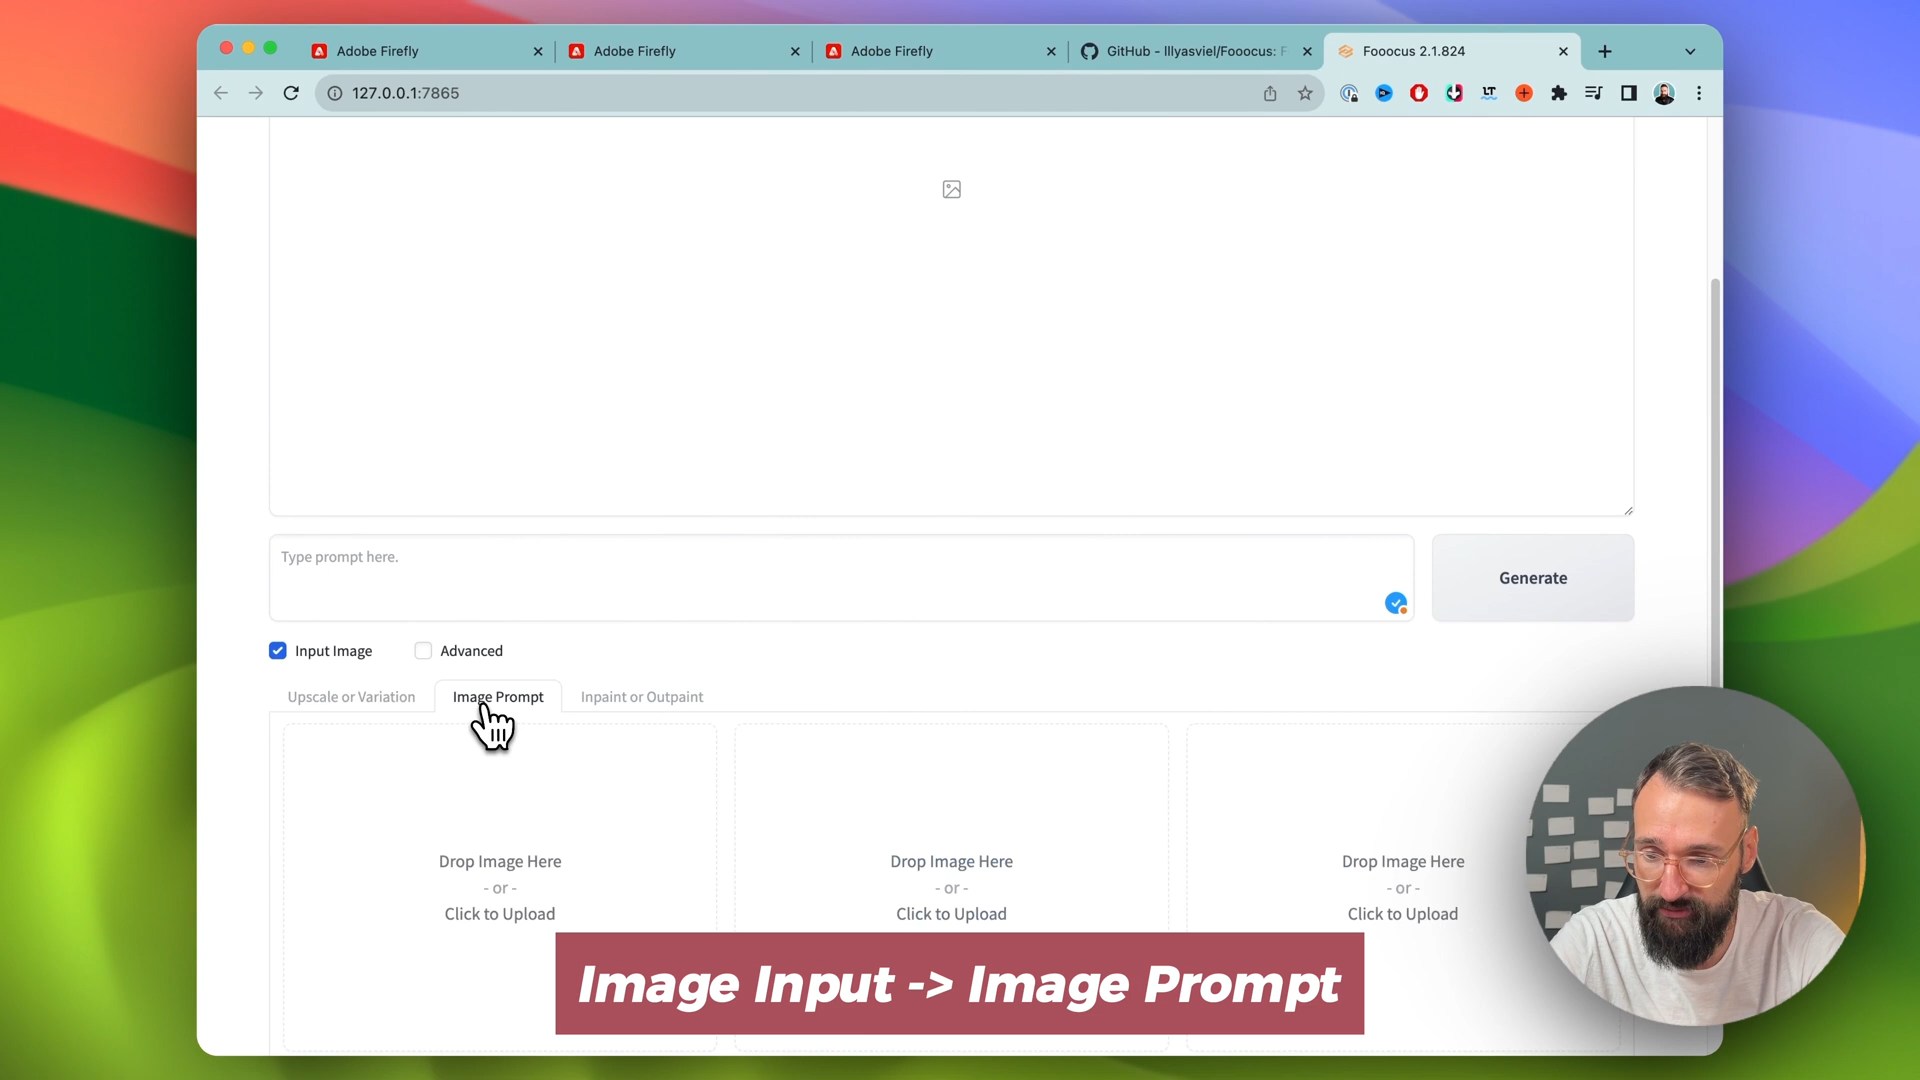 Adobe Firefly
Adobe Firefly
Adobe Firefly
GitHub - lllyasviel/Fooocus: F
Fooocus 2.1.824
127.0.0.1:7865
LT
Type prompt here.
Generate
Input Image
Advanced
Upscale or Variation
Image Prompt
Inpaint or Outpaint
Drop Image Here
- or -
Click to Upload
Drop Image Here
- or -
Click to Upload
Drop Image Here
- or -
Click to Upload
Image Input -> Image Prompt